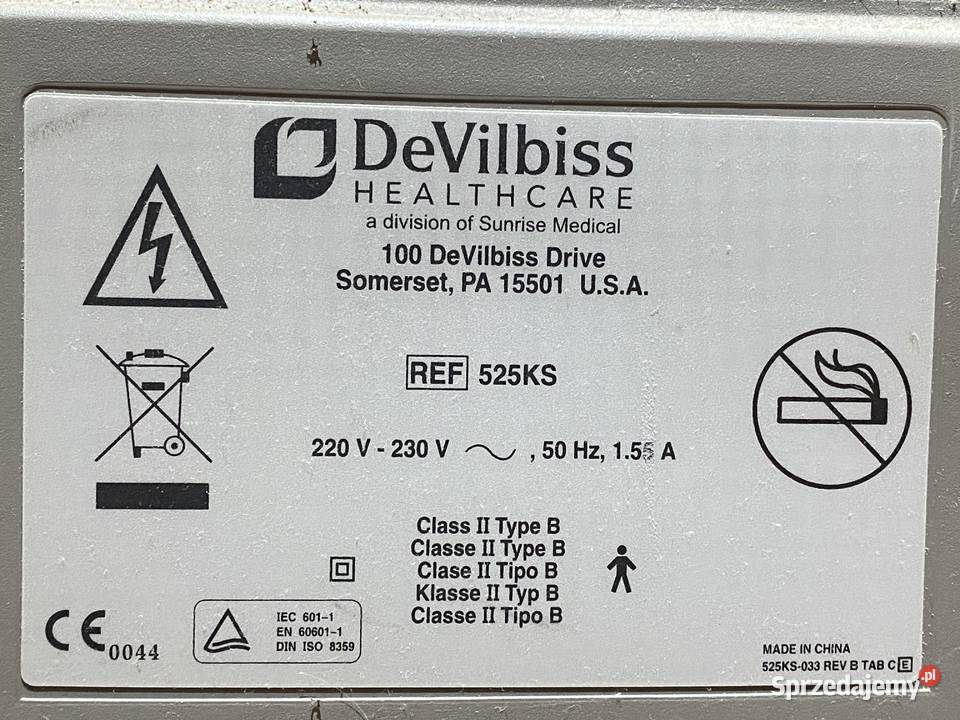 DeVilbiss
HEALTHCARE
a division of Sunrise Medical
100 DeVilbiss Drive
Somerset, PA 15501 U.S.A.
REF 525KS
220 V - 230 V ~ , 50 Hz, 1.55 A
Class II Type B
Classe II Type B
Clase II Tipo B
Klasse II Typ B
Classe II Tipo B
CE 0044
IEC 601-1
EN 60601-1
DIN ISO 8359
MADE IN CHINA
525KS-033 REV B TAB C E
Sprzedajemy.pl